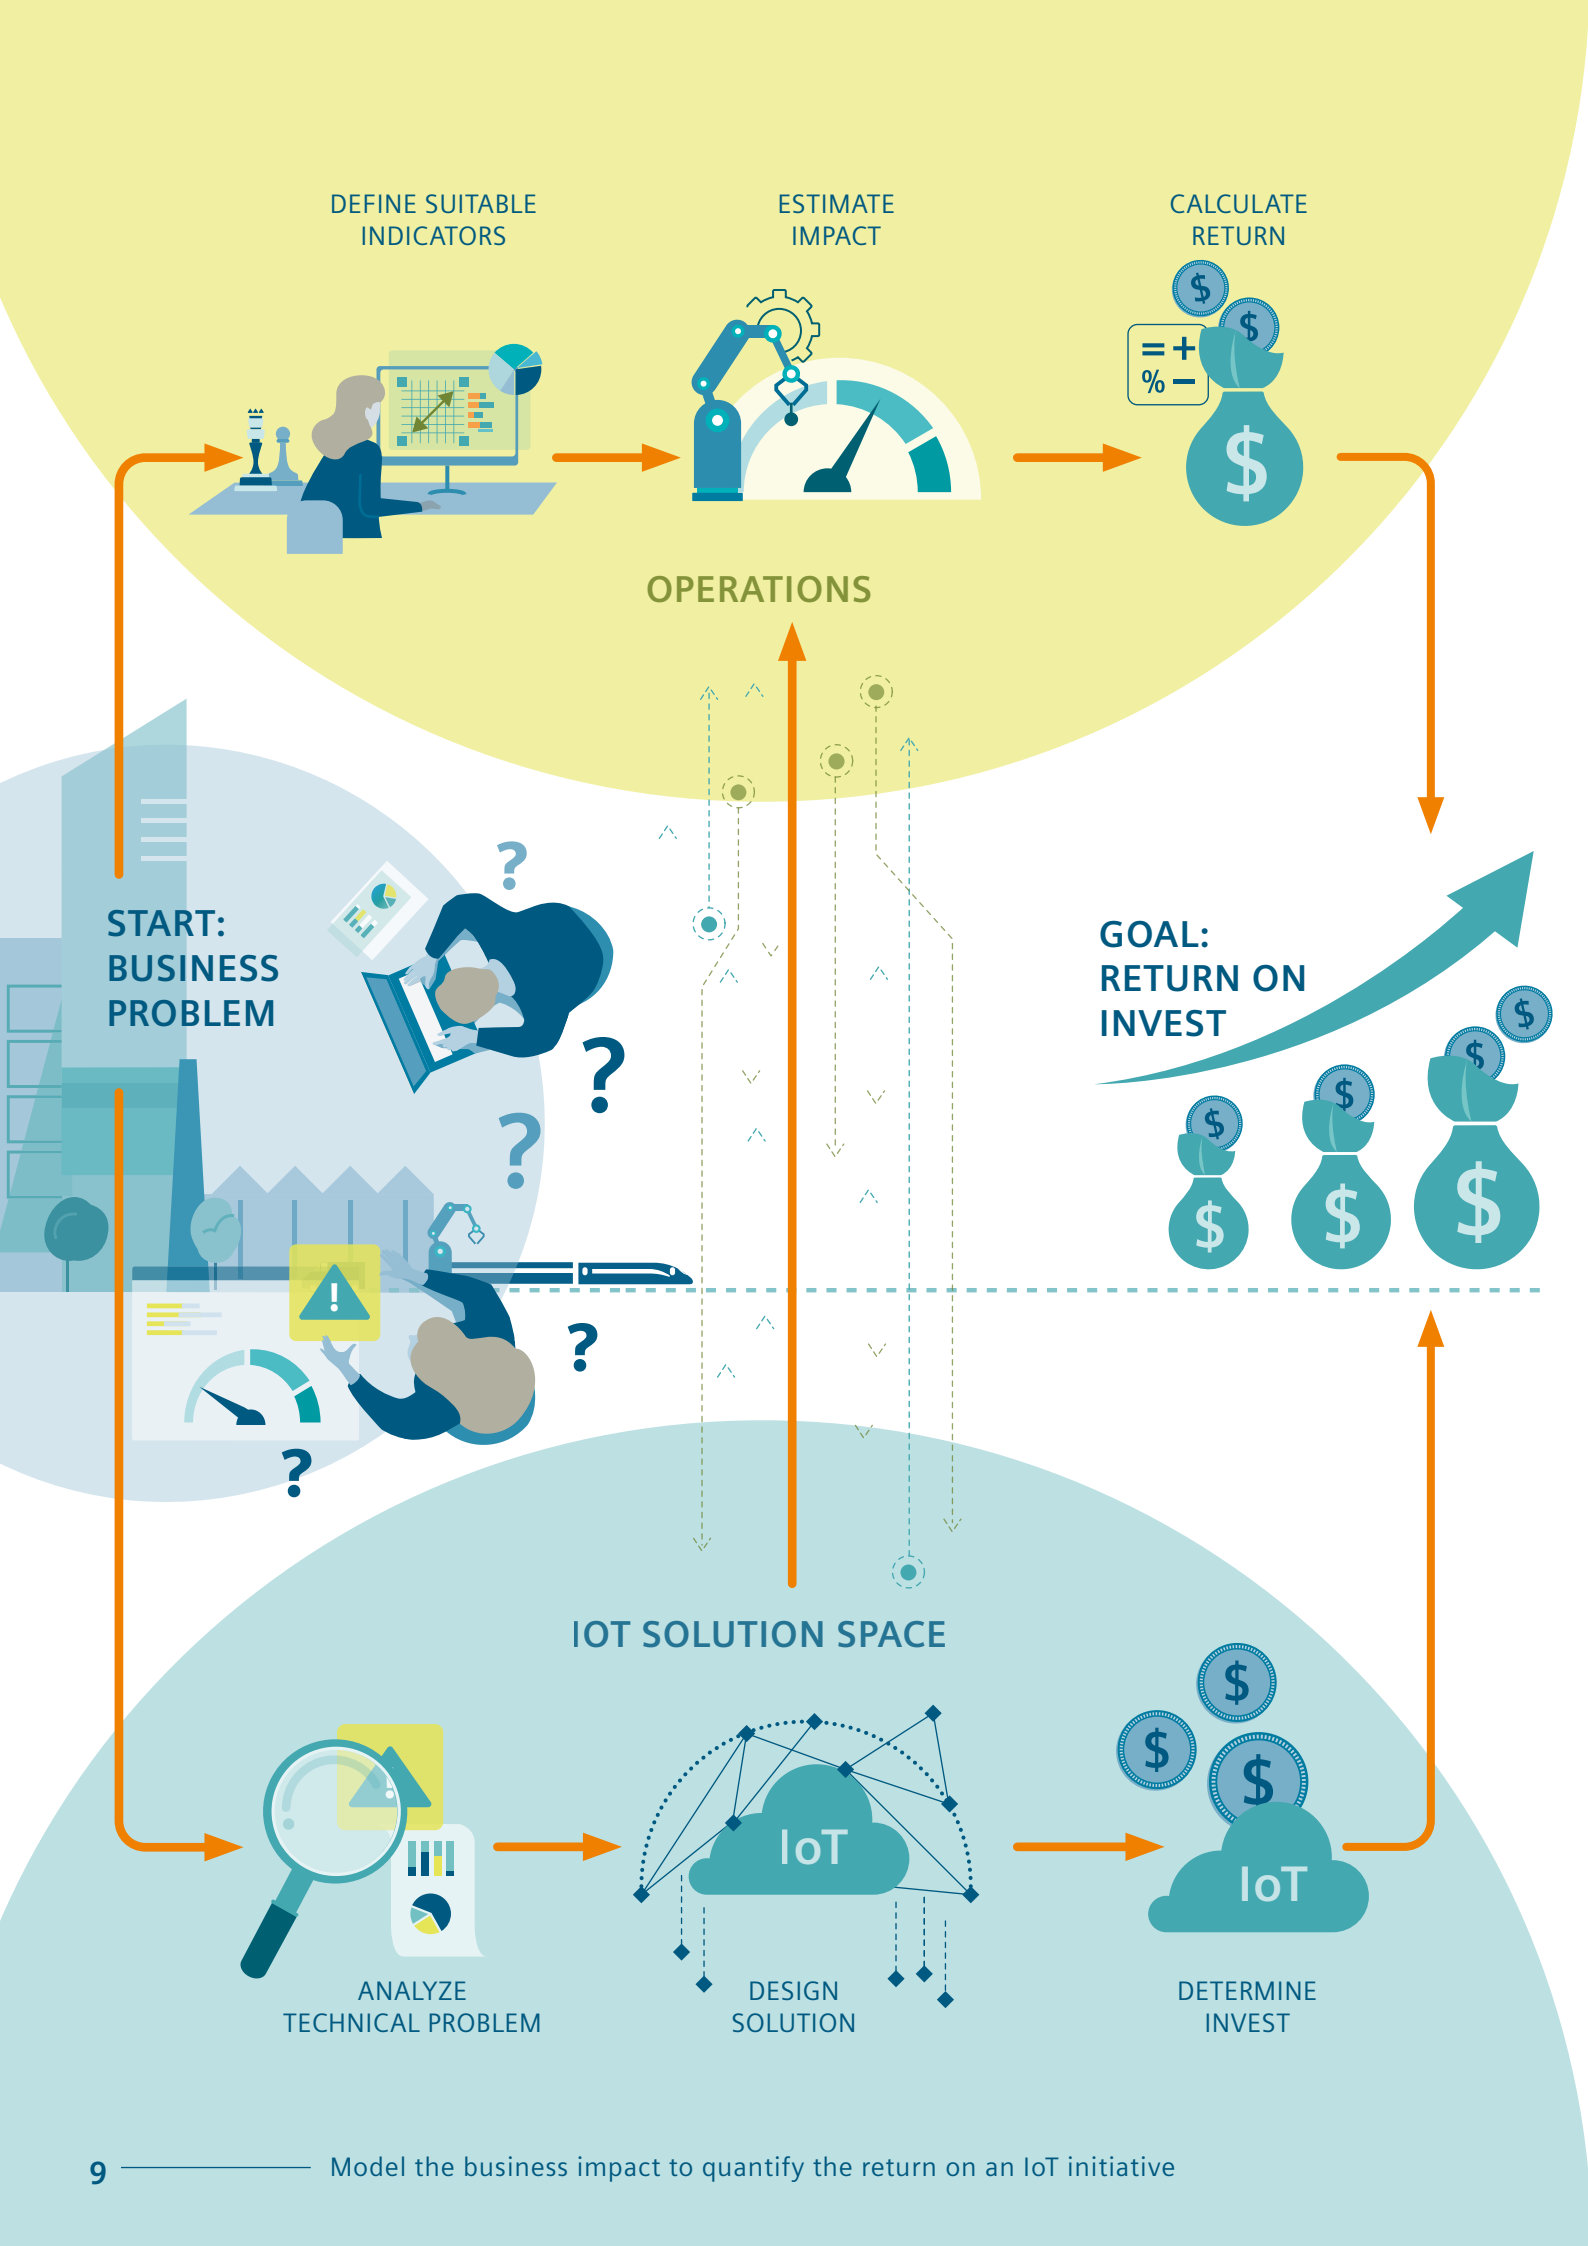 DEFINE SUITABLE
INDICATORS
ESTIMATE
IMPACT
CALCULATE
RETURN
$
$
= +
% −
$
OPERATIONS
?
START:
BUSINESS
PROBLEM
GOAL:
RETURN ON
INVEST
?
?
$
$
$
$
$
$
$
!
?
?
IOT SOLUTION SPACE
$
$
$
!
IoT
IoT
ANALYZE
TECHNICAL PROBLEM
DESIGN
SOLUTION
DETERMINE
INVEST
9
Model the business impact to quantify the return on an IoT initiative